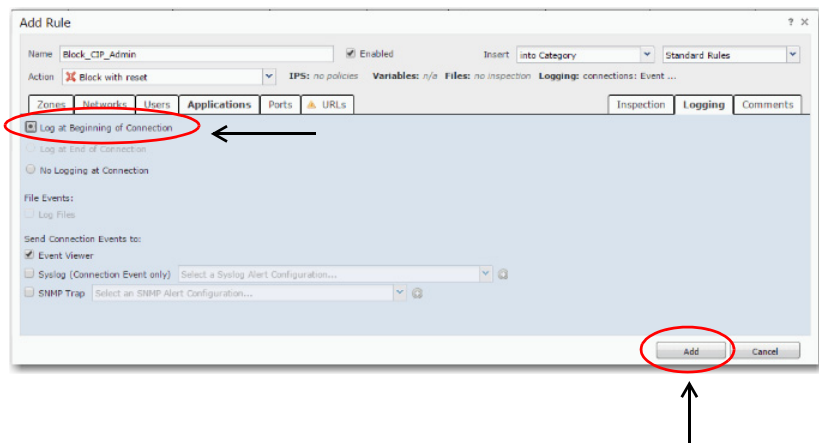 Add Rule ? ×
Name Block_CIP_Admin Enabled Insert into Category Standard Rules
Action Block with reset IPS: no policies Variables: n/a Files: no inspection Logging: connections: Event ...
Zones Networks Users Applications Ports URLs Inspection Logging Comments
Log at Beginning of Connection
Log at End of Connection
No Logging at Connection
File Events:
Log Files
Send Connection Events to:
Event Viewer
Syslog (Connection Event only) Select a Syslog Alert Configuration...
SNMP Trap Select an SNMP Alert Configuration...
Add Cancel